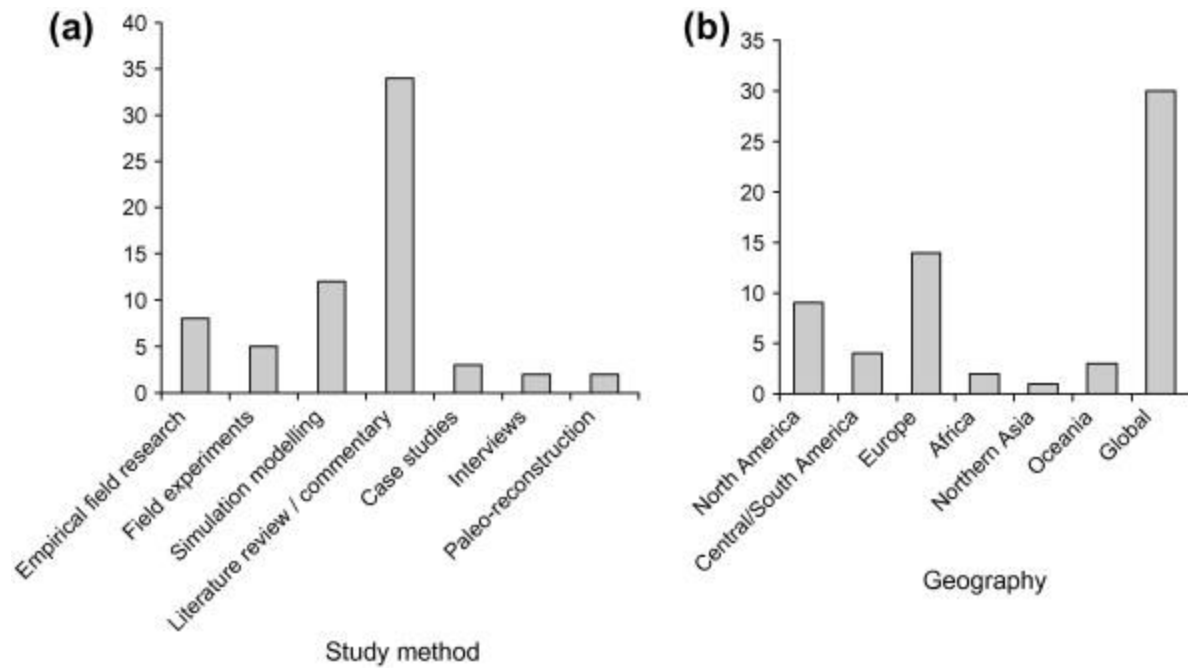 (a)
40
35
30
25
20
15
10
5
0
Empirical field research
Field experiments
Simulation modelling
Literature review / commentary
Case studies
Interviews
Paleo-reconstruction
Study method
(b)
35
30
25
20
15
10
5
0
North America
Central/South America
Europe
Africa
Northern Asia
Oceania
Global
Geography